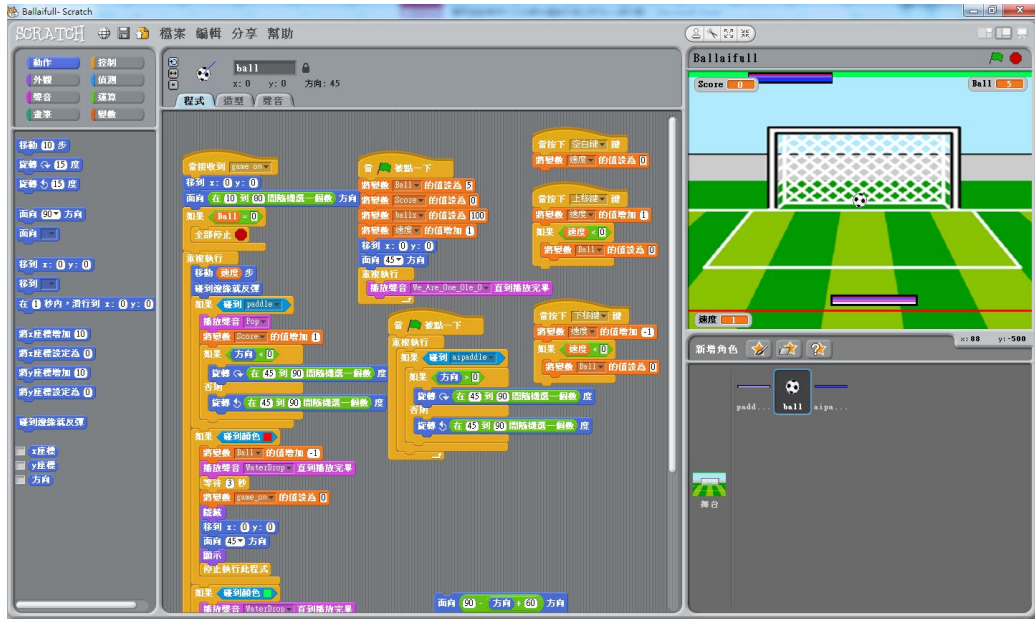 Ballaifull- Scratch
SCRATCH
檔案 編輯 分享 幫助
動作 控制
外觀 偵測
聲音 運算
畫筆 變數
移動 10 步
旋轉 15 度
旋轉 15 度
面向 90 方向
面向
移到 x: 0 y: 0
移到
在 1 秒內，滑行到 x: 0 y: 0
將x座標增加 10
將x座標設定為 0
將y座標增加 10
將y座標設定為 0
碰到邊緣就反彈
x座標
y座標
方向
ball
x: 0 y: 0 方向: 45
程式 造型 聲音
當接收到 game on
移到 x: 0 y: 0
面向 在 10 到 80 間隨機選一個數 方向
如果 Ball = 0
全部停止
重複執行
移動 速度 步
碰到邊緣就反彈
如果 碰到 paddle
播放聲音 Pop
將變數 Score 的值增加 1
如果 方向 < 0
旋轉 在 45 到 90 間隨機選一個數 度
否則
旋轉 在 45 到 90 間隨機選一個數 度
如果 碰到顏色
將變數 Ball 的值增加 -1
播放聲音 WaterDrop 直到播放完畢
等待 3 秒
將變數 game_on 的值設為 0
隱藏
移到 x: 0 y: 0
面向 45 方向
顯示
停止執行此程式
如果 碰到顏色
播放聲音 WaterDrop 直到播放完畢
當 被點一下
將變數 Ball 的值設為 5
將變數 Score 的值設為 0
將變數 ballx 的值設為 100
將變數 速度 的值增加 1
移到 x: 0 y: 0
面向 45 方向
重複執行
播放聲音 We_Are_One_Ole_O 直到播放完畢
當 被點一下
重複執行
如果 碰到 aipaddle
如果 方向 > 0
旋轉 在 45 到 90 間隨機選一個數 度
否則
旋轉 在 45 到 90 間隨機選一個數 度
當按下 空白鍵 鍵
將變數 速度 的值設為 0
當按下 上移鍵 鍵
將變數 速度 的值增加 1
如果 速度 < 0
將變數 Ball 的值設為 0
當按下 下移鍵 鍵
將變數 速度 的值增加 -1
如果 速度 < 0
將變數 Ball 的值設為 0
面向 90 - 方向 + 60 方向
Ballaifull
Score 0
Ball 5
速度 1
x: 88 y: -500
新增角色
padd...
ball
aipa...
舞台